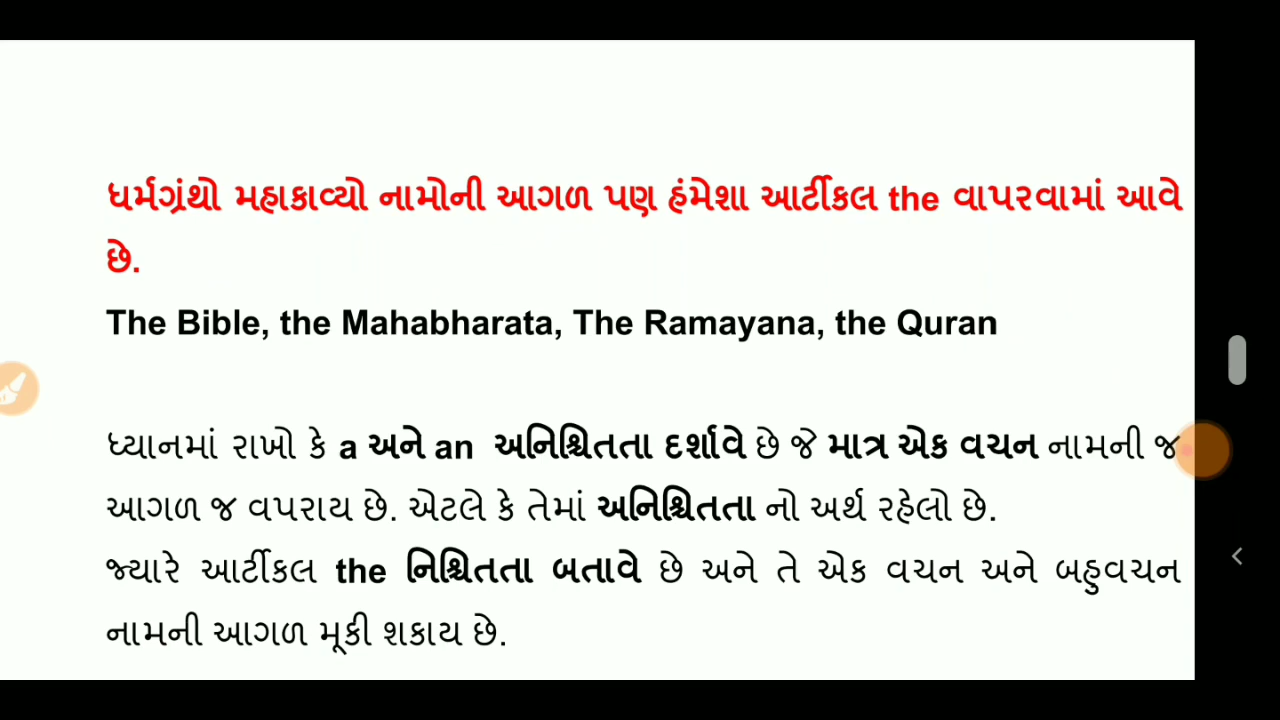 ધર્મગ્રંથો મહાકાવ્યો નામોની આગળ પણ હંમેશા આર્ટીકલ the વાપરવામાં આવે
છે.
The Bible, the Mahabharata, The Ramayana, the Quran
ધ્યાનમાં રાખો કે a અને an અનિશ્ચિતતા દર્શાવે છે જે માત્ર એક વચન નામની જ
આગળ જ વપરાય છે. એટલે કે તેમાં અનિશ્ચિતતા નો અર્થ રહેલો છે.
જ્યારે આર્ટીકલ the નિશ્ચિતતા બતાવે છે અને તે એક વચન અને બહુવચન
નામની આગળ મૂકી શકાય છે.